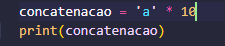 concatenacao = 'a' * 10
print(concatenacao)